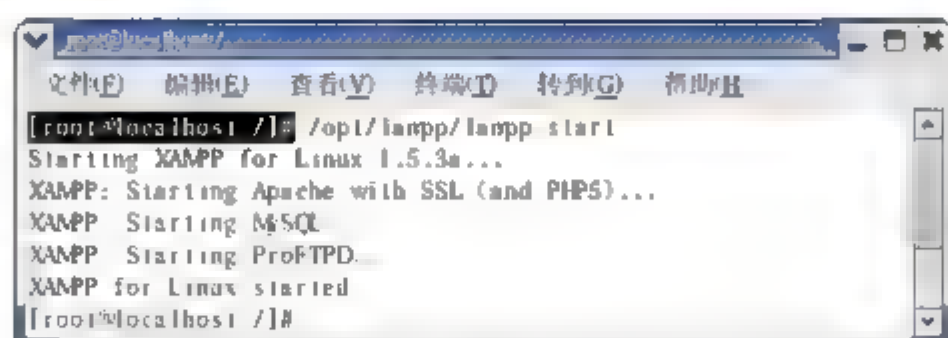 文件(F) 编辑(E) 查看(V) 终端(T) 转到(G) 帮助(H
[root@localhost /]# /opt/lampp/lampp start
Starting XAMPP for Linux 1.5.3a...
XAMPP: Starting Apache with SSL (and PHP5)...
XAMPP Starting MySQL
XAMPP Starting ProFTPD.
XAMPP for Linux started
[root@localhost /]#